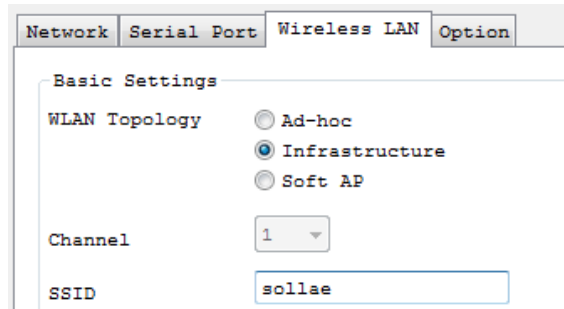 Network Serial Port Wireless LAN Option
Basic Settings
WLAN Topology Ad-hoc
Infrastructure
Soft AP
Channel 1
SSID sollae